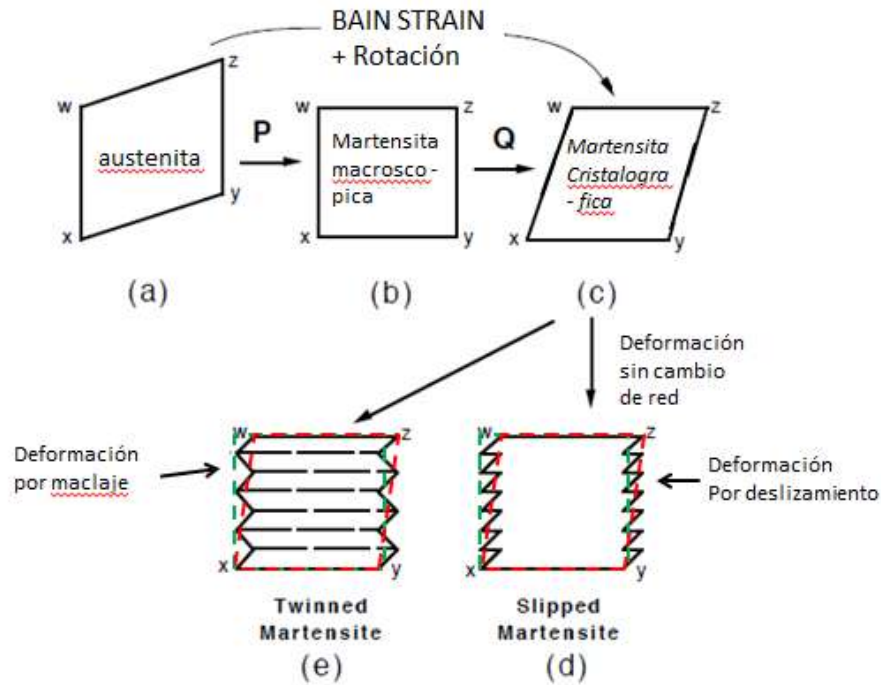 BAIN STRAIN
+ Rotación
w
z
austenita
x
y
P
w
z
Martensita
macrosco -
pica
x
y
Q
w
z
Martensita
Cristalogra
- fica
x
y
(a)
(b)
(c)
Deformación
sin cambio
de red
Deformación
por maclaje
w
z
x
y
w
z
x
y
Deformación
Por deslizamiento
Twinned
Martensite
(e)
Slipped
Martensite
(d)